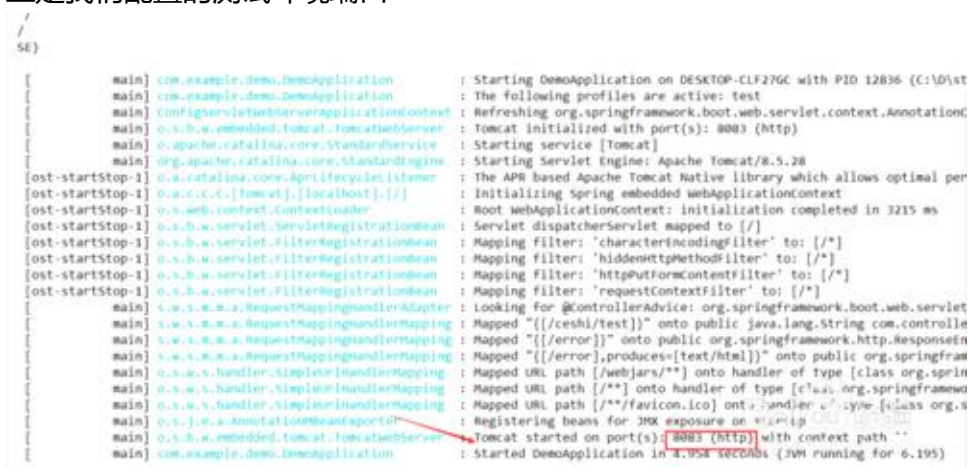 /
/
SE)
[ main] com.example.demo.DemoApplication : Starting DemoApplication on DESKTOP-CLF27GC with PID 12836 (C:\D\st
[ main] com.example.demo.DemoApplication : The following profiles are active: test
[ main] ConfigServletWebServerApplicationContext : Refreshing org.springframework.boot.web.servlet.context.AnnotationC
[ main] o.s.b.w.embedded.tomcat.TomcatWebServer : Tomcat initialized with port(s): 8083 (http)
[ main] o.apache.catalina.core.StandardService : Starting service [Tomcat]
[ main] org.apache.catalina.core.StandardEngine : Starting Servlet Engine: Apache Tomcat/8.5.28
[ost-startStop-1] o.a.catalina.core.AprLifecycleListener : The APR based Apache Tomcat Native library which allows optimal per
[ost-startStop-1] o.a.c.c.C.[Tomcat].[localhost].[/] : Initializing Spring embedded WebApplicationContext
[ost-startStop-1] o.s.web.context.ContextLoader : Root WebApplicationContext: initialization completed in 3215 ms
[ost-startStop-1] o.s.b.w.servlet.ServletRegistrationBean : Servlet dispatcherServlet mapped to [/]
[ost-startStop-1] o.s.b.w.servlet.FilterRegistrationBean : Mapping filter: 'characterEncodingFilter' to: [/*]
[ost-startStop-1] o.s.b.w.servlet.FilterRegistrationBean : Mapping filter: 'hiddenHttpMethodFilter' to: [/*]
[ost-startStop-1] o.s.b.w.servlet.FilterRegistrationBean : Mapping filter: 'httpPutFormContentFilter' to: [/*]
[ost-startStop-1] o.s.b.w.servlet.FilterRegistrationBean : Mapping filter: 'requestContextFilter' to: [/*]
[ main] s.w.s.m.m.a.RequestMappingHandlerAdapter : Looking for @ControllerAdvice: org.springframework.boot.web.servlet
[ main] s.w.s.m.m.a.RequestMappingHandlerMapping : Mapped "{[/ceshi/test]}" onto public java.lang.String com.controlle
[ main] s.w.s.m.m.a.RequestMappingHandlerMapping : Mapped "{[/error]}" onto public org.springframework.http.ResponseEn
[ main] s.w.s.m.m.a.RequestMappingHandlerMapping : Mapped "{[/error],produces=[text/html]}" onto public org.springfram
[ main] o.s.w.s.handler.SimpleUrlHandlerMapping : Mapped URL path [/webjars/**] onto handler of type [class org.sprin
[ main] o.s.w.s.handler.SimpleUrlHandlerMapping : Mapped URL path [/**] onto handler of type [class org.springframewo
[ main] o.s.w.s.handler.SimpleUrlHandlerMapping : Mapped URL path [/**/favicon.ico] onto handler of type [class org.s
[ main] o.s.j.e.a.AnnotationMBeanExporter : Registering beans for JMX exposure on startup
[ main] o.s.b.w.embedded.tomcat.TomcatWebServer : Tomcat started on port(s): 8083 (http) with context path ''
[ main] com.example.demo.DemoApplication : Started DemoApplication in 4.954 seconds (JVM running for 6.195)